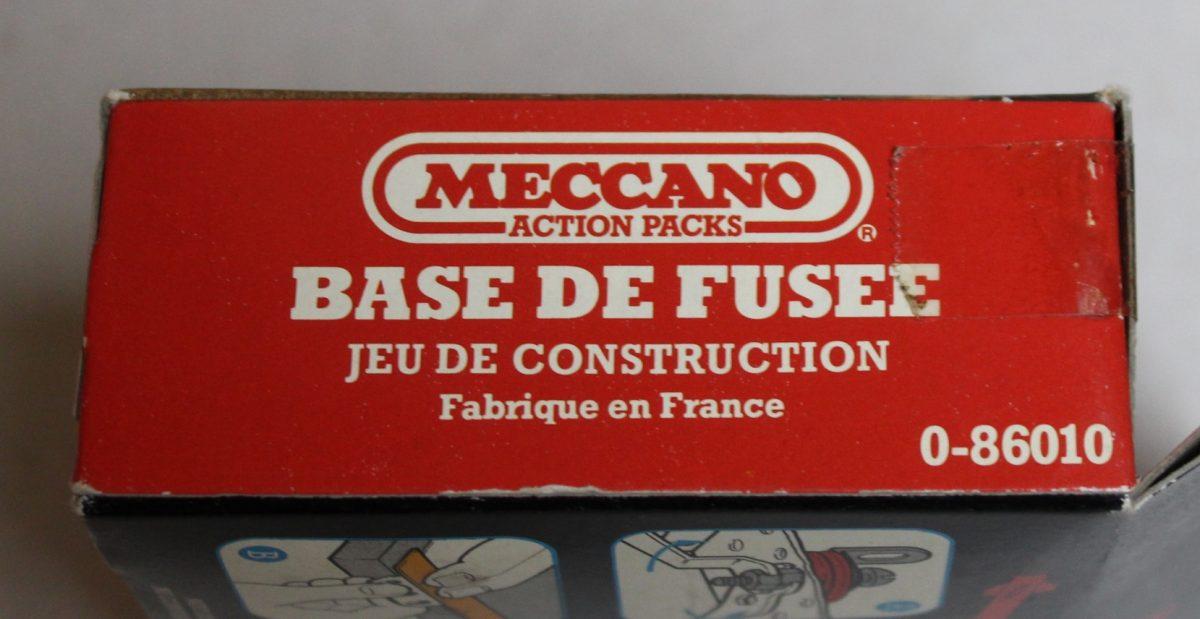 MECCANO
ACTION PACKS
®
BASE DE FUSEE
JEU DE CONSTRUCTION
Fabrique en France
0-86010
B